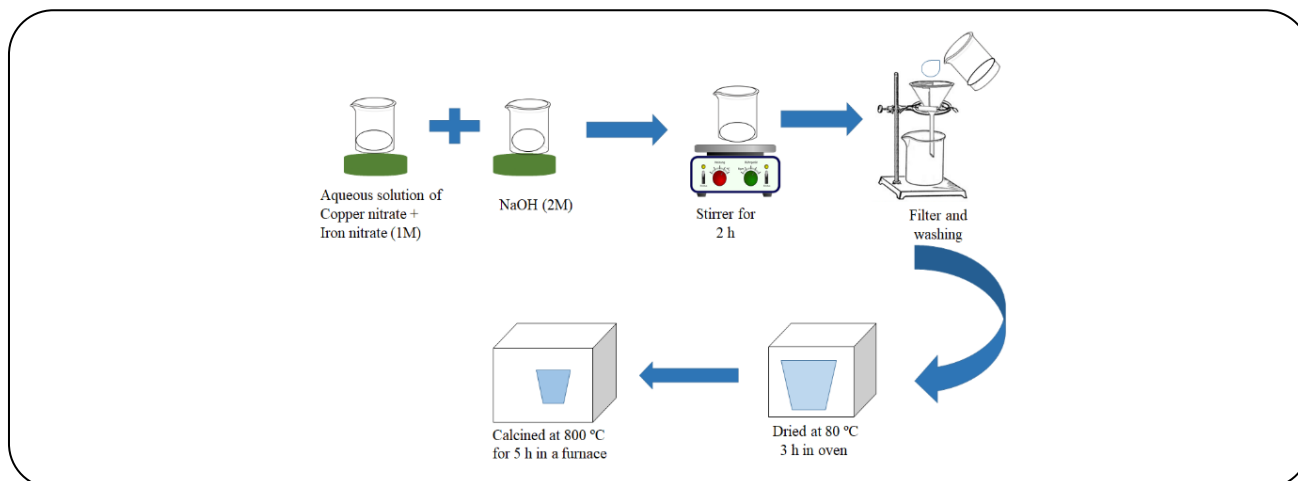 Aqueous solution of
Copper nitrate +
Iron nitrate (1M)
NaOH (2M)
Stirrer for
2 h
Filter and
washing
Calcined at 800 ºC
for 5 h in a furnace
Dried at 80 ºC
3 h in oven